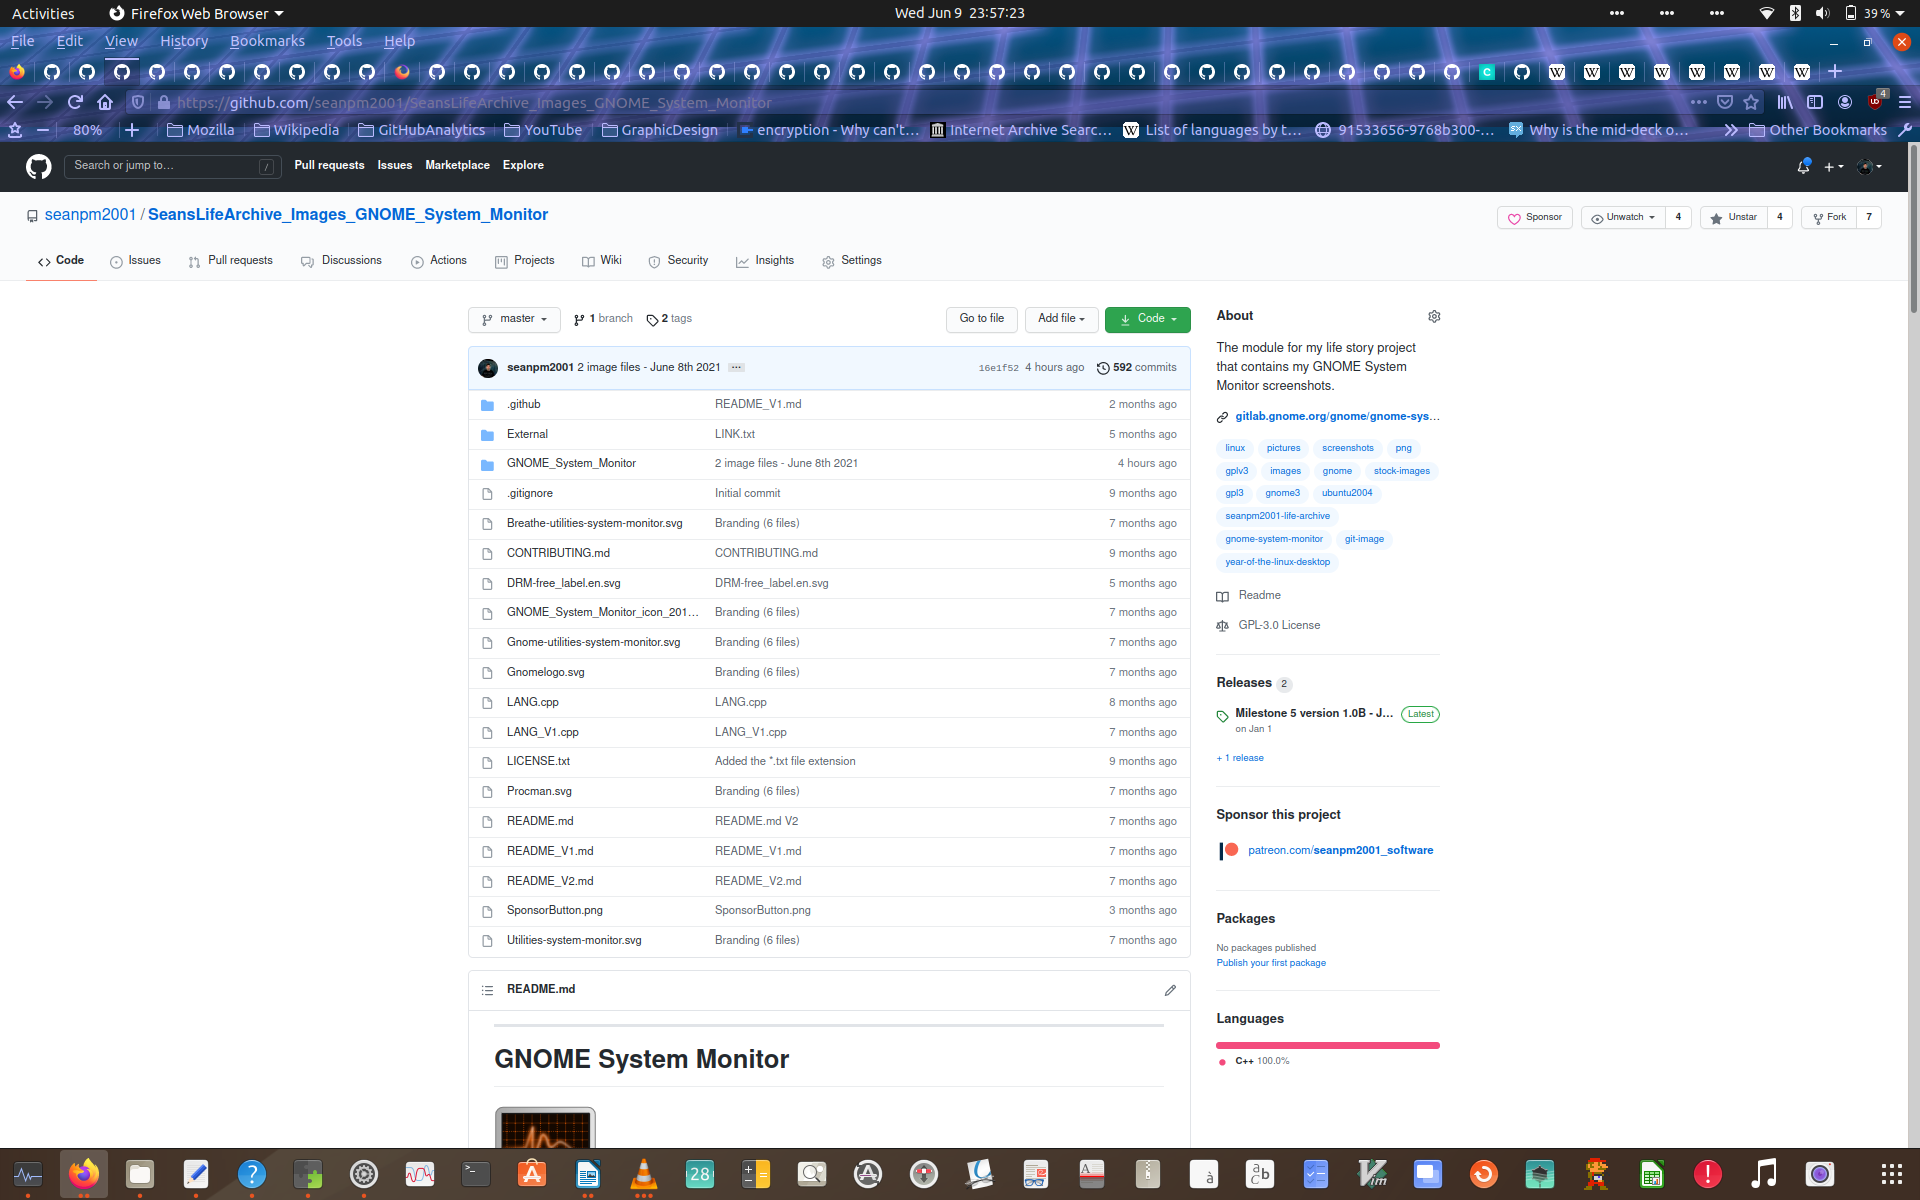 Activities Firefox Web Browser Wed Jun 9 23:57:23 39 %
File Edit View History Bookmarks Tools Help
https://github.com/seanpm2001/SeansLifeArchive_Images_GNOME_System_Monitor 4
80% Mozilla Wikipedia GitHubAnalytics YouTube GraphicDesign encryption - Why can't… Internet Archive Searc… List of languages by t… 91533656-9768b300-… Why is the mid-deck o… Other Bookmarks
Search or jump to… / Pull requests Issues Marketplace Explore
seanpm2001 / SeansLifeArchive_Images_GNOME_System_Monitor Sponsor Unwatch 4 Unstar 4 Fork 7
Code Issues Pull requests Discussions Actions Projects Wiki Security Insights Settings
master 1 branch 2 tags Go to file Add file Code
seanpm2001 2 image files - June 8th 2021 ... 16e1f52 4 hours ago 592 commits
.github README_V1.md 2 months ago
External LINK.txt 5 months ago
GNOME_System_Monitor 2 image files - June 8th 2021 4 hours ago
.gitignore Initial commit 9 months ago
Breathe-utilities-system-monitor.svg Branding (6 files) 7 months ago
CONTRIBUTING.md CONTRIBUTING.md 9 months ago
DRM-free_label.en.svg DRM-free_label.en.svg 5 months ago
GNOME_System_Monitor_icon_201… Branding (6 files) 7 months ago
Gnome-utilities-system-monitor.svg Branding (6 files) 7 months ago
Gnomelogo.svg Branding (6 files) 7 months ago
LANG.cpp LANG.cpp 8 months ago
LANG_V1.cpp LANG_V1.cpp 7 months ago
LICENSE.txt Added the *.txt file extension 9 months ago
Procman.svg Branding (6 files) 7 months ago
README.md README.md V2 7 months ago
README_V1.md README_V1.md 7 months ago
README_V2.md README_V2.md 7 months ago
SponsorButton.png SponsorButton.png 3 months ago
Utilities-system-monitor.svg Branding (6 files) 7 months ago
README.md
GNOME System Monitor
About
The module for my life story project
that contains my GNOME System
Monitor screenshots.
gitlab.gnome.org/gnome/gnome-sys…
linux pictures screenshots png
gplv3 images gnome stock-images
gpl3 gnome3 ubuntu2004
seanpm2001-life-archive
gnome-system-monitor git-image
year-of-the-linux-desktop
Readme
GPL-3.0 License
Releases 2
Milestone 5 version 1.0B - J… Latest
on Jan 1
+ 1 release
Sponsor this project
patreon.com/seanpm2001_software
Packages
No packages published
Publish your first package
Languages
C++ 100.0%
28